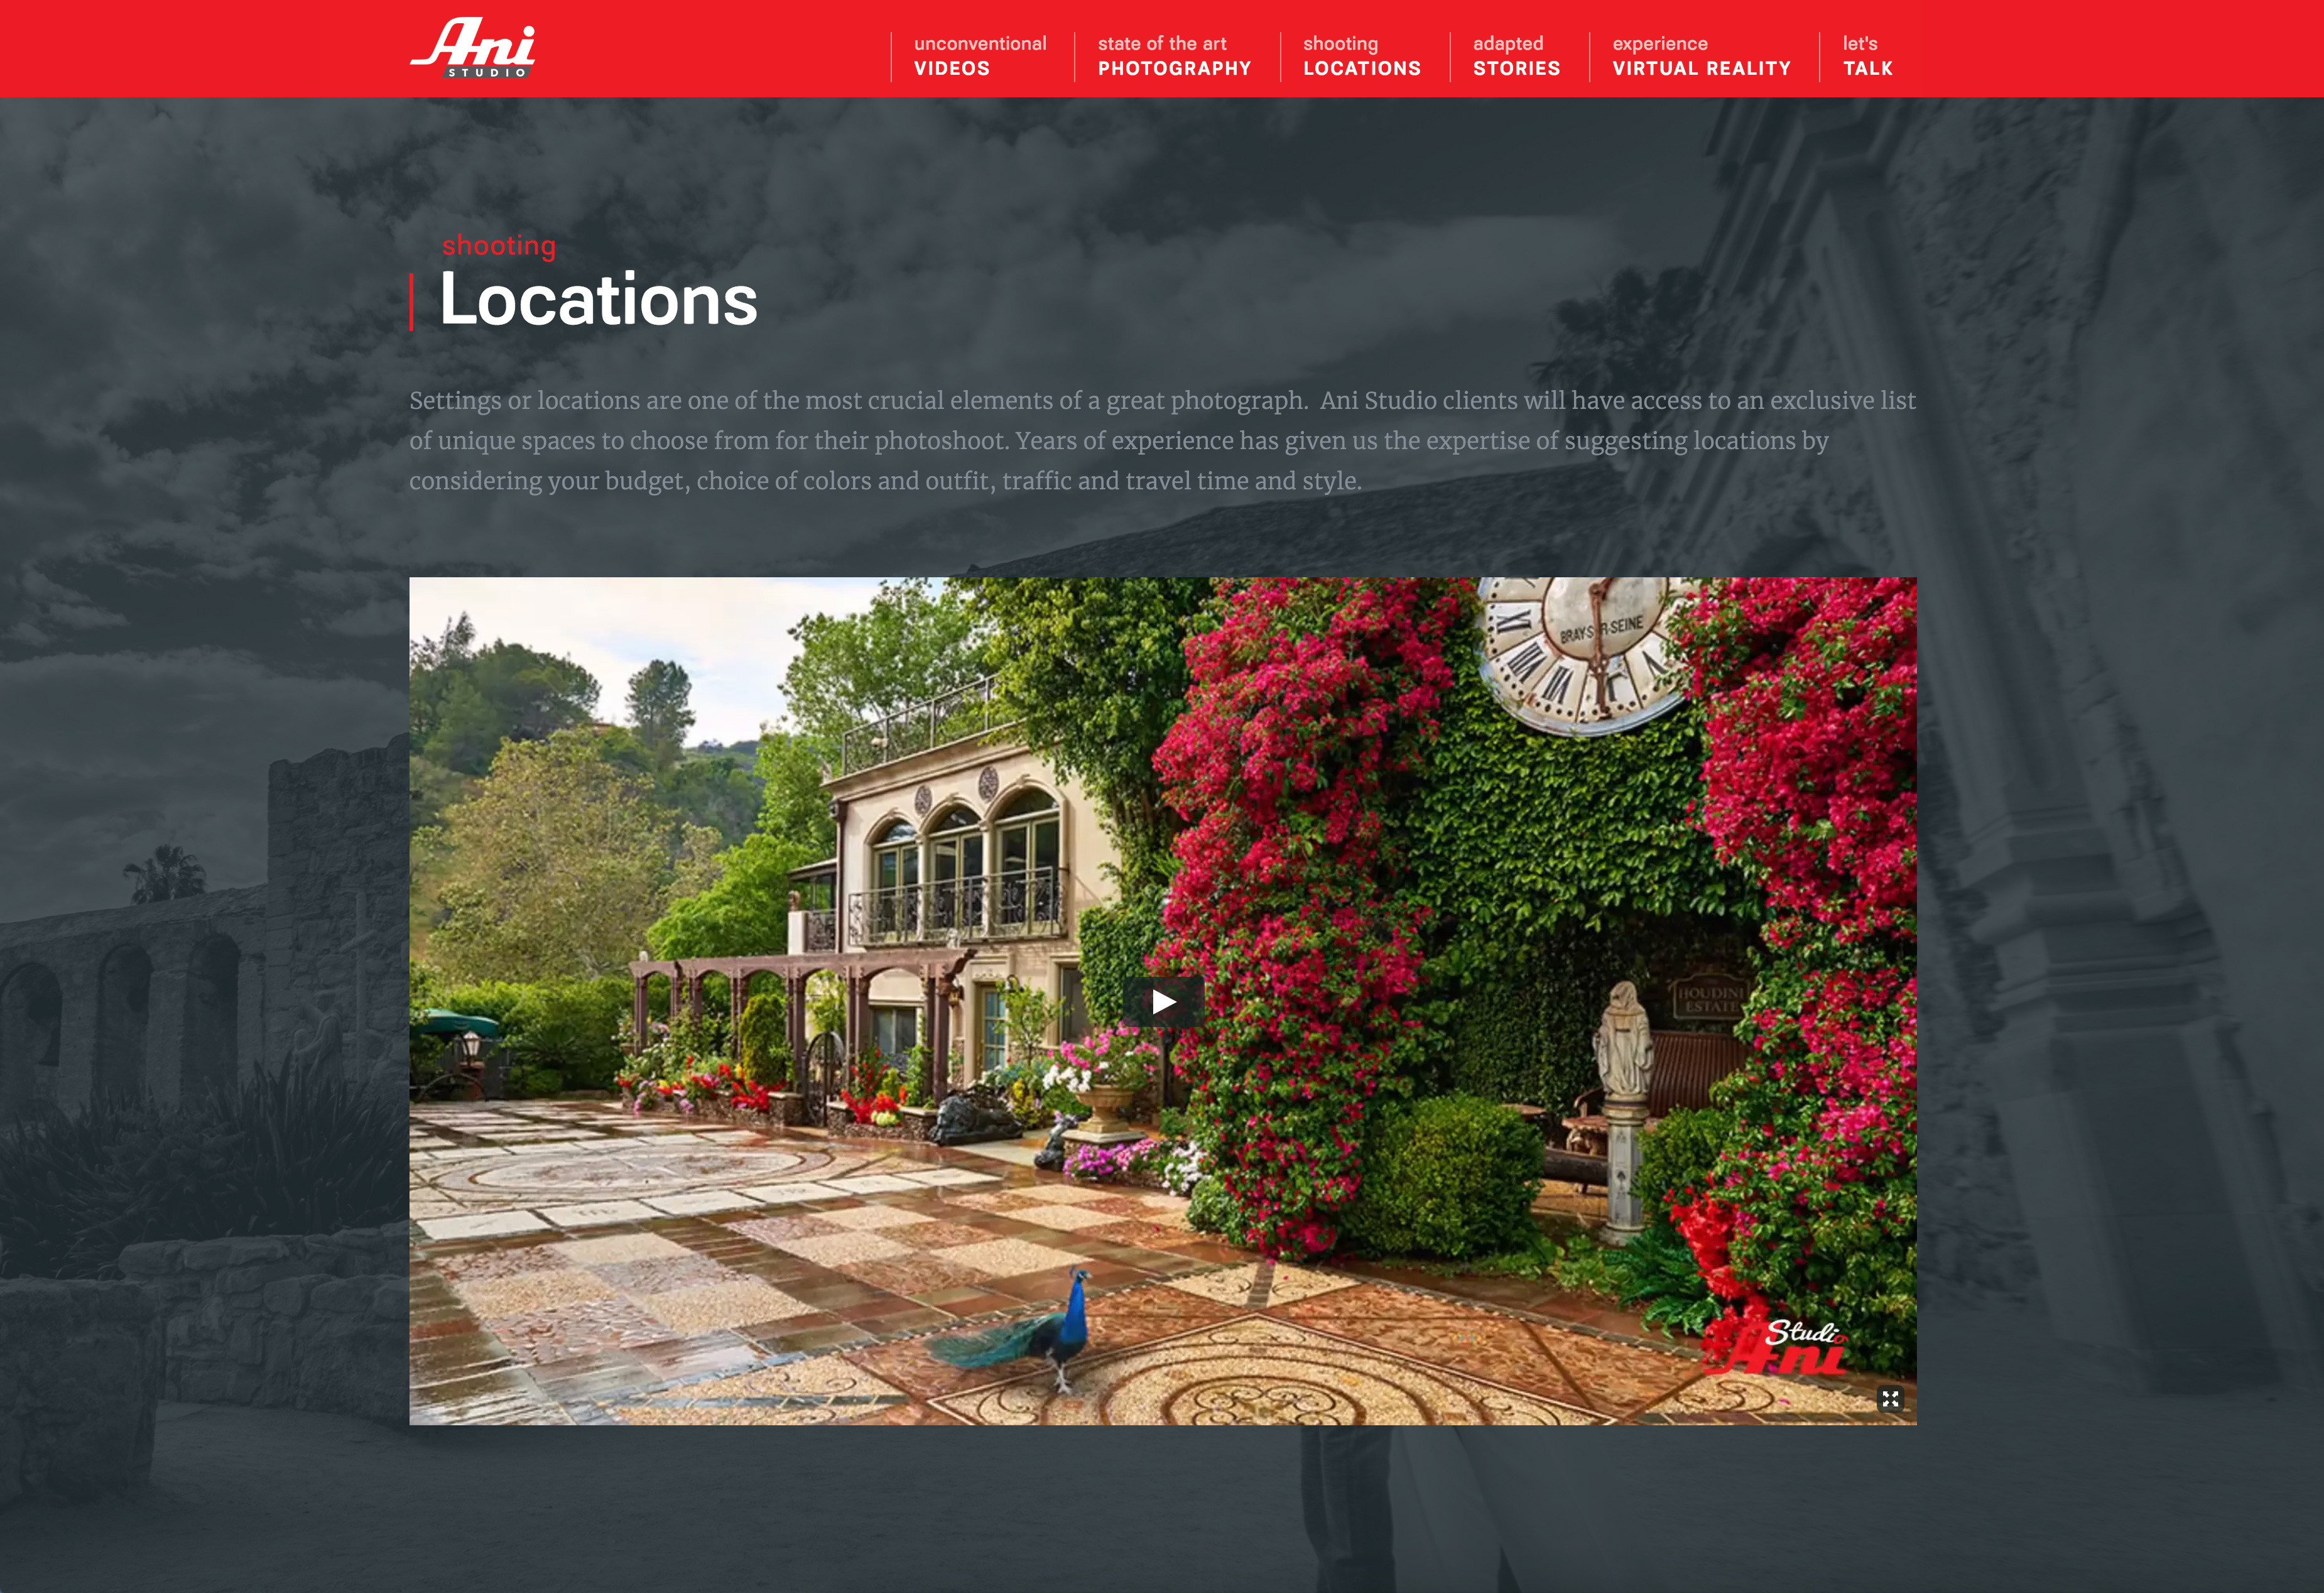 Ani
STUDIO
unconventional
VIDEOS
state of the art
PHOTOGRAPHY
shooting
LOCATIONS
adapted
STORIES
experience
VIRTUAL REALITY
let's
TALK
shooting
Locations
Settings or locations are one of the most crucial elements of a great photograph.  Ani Studio clients will have access to an exclusive list
of unique spaces to choose from for their photoshoot. Years of experience has given us the expertise of suggesting locations by
considering your budget, choice of colors and outfit, traffic and travel time and style.
HOUDINI
ESTATE
Studio
Ani